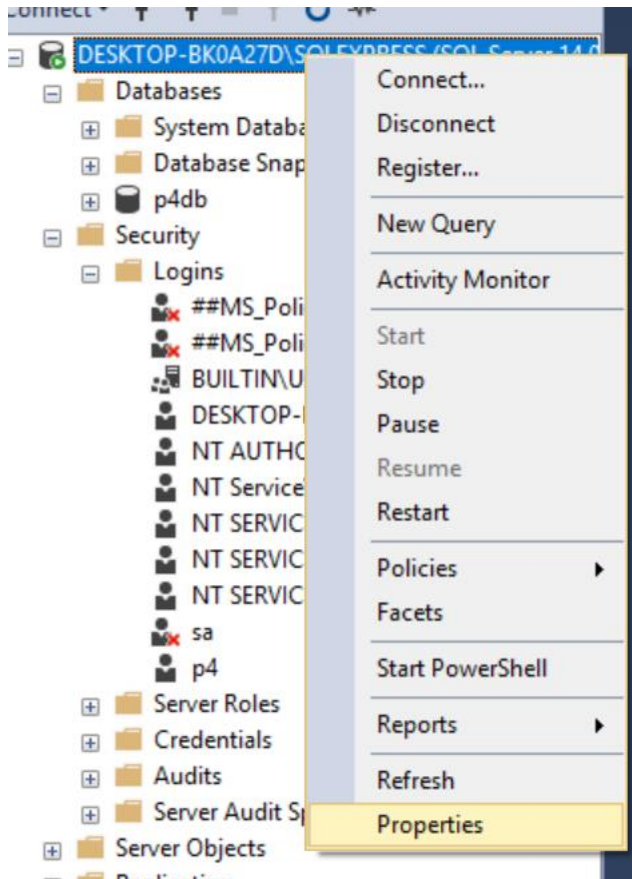 Connect
DESKTOP-BK0A27D\SQLEXPRESS (SQL Server 14.0
Databases
System Databa
Database Snap
p4db
Security
Logins
##MS_Poli
##MS_Poli
BUILTIN\U
DESKTOP-
NT AUTHO
NT Service
NT SERVIC
NT SERVIC
NT SERVIC
sa
p4
Server Roles
Credentials
Audits
Server Audit Sp
Server Objects
Replication
Connect...
Disconnect
Register...
New Query
Activity Monitor
Start
Stop
Pause
Resume
Restart
Policies
Facets
Start PowerShell
Reports
Refresh
Properties